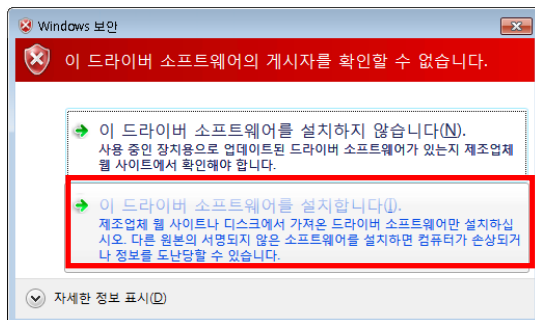 Windows 보안
이 드라이버 소프트웨어의 게시자를 확인할 수 없습니다.
이 드라이버 소프트웨어를 설치하지 않습니다(N).
사용 중인 장치용으로 업데이트된 드라이버 소프트웨어가 있는지 제조업체
웹 사이트에서 확인해야 합니다.
이 드라이버 소프트웨어를 설치합니다(I).
제조업체 웹 사이트나 디스크에서 가져온 드라이버 소프트웨어만 설치하십
시오. 다른 원본의 서명되지 않은 소프트웨어를 설치하면 컴퓨터가 손상되거
나 정보를 도난당할 수 있습니다.
자세한 정보 표시(D)